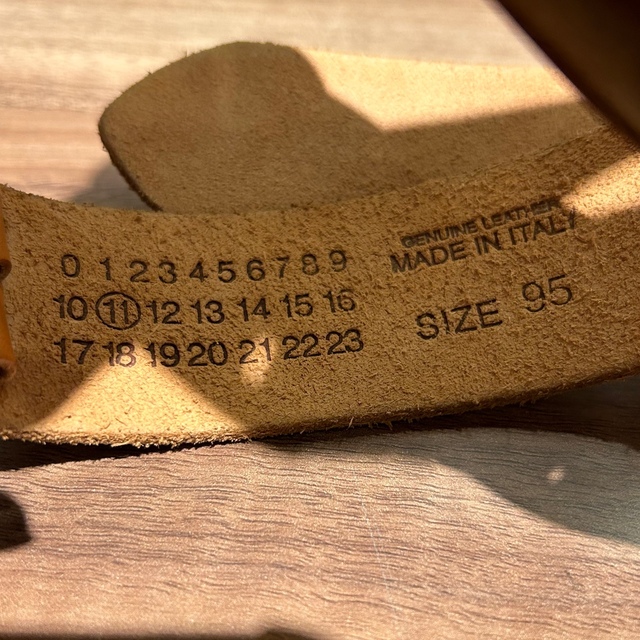 0 1 2 3 4 5 6 7 8 9
10 11 12 13 14 15 16
17 18 19 20 21 22 23
GENUINE LEATHER
MADE IN ITALY
SIZE 95